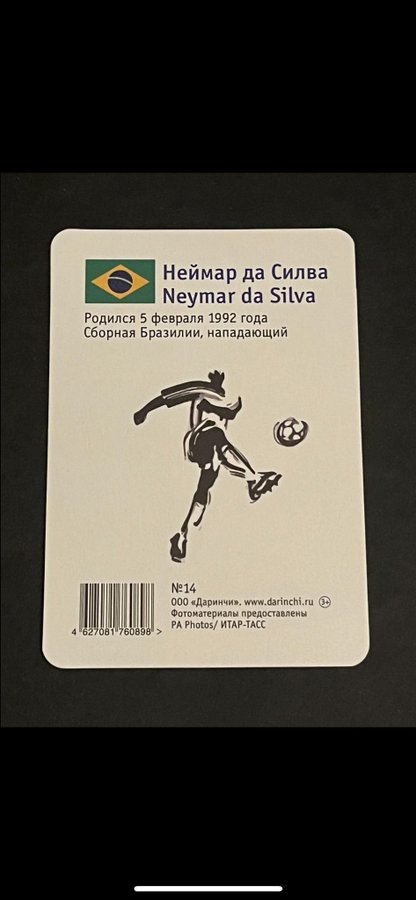 Неймар да Силва
Neymar da Silva
Родился 5 февраля 1992 года
Сборная Бразилии, нападающий
№14
ООО «Даринчи», www.darinchi.ru 3+
Фотоматериалы предоставлены
PA Photos/ ИТАР-ТАСС
4 627081 760898 >